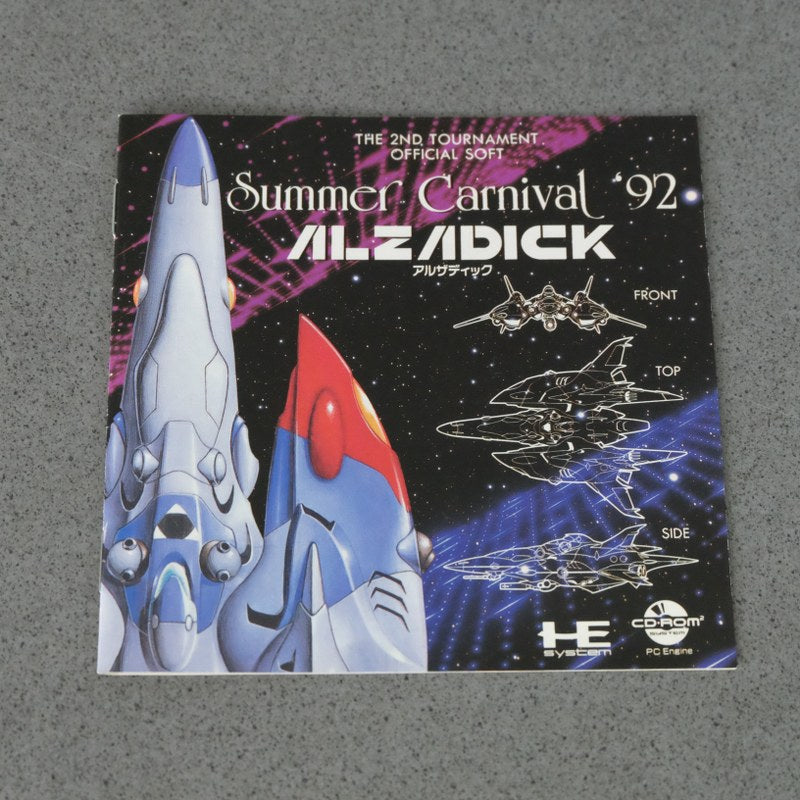 THE 2ND. TOURNAMENT
OFFICIAL SOFT
Summer Carnival '92
ALZADICK
アルザディック
FRONT
TOP
SIDE
HE
system
CD-ROM²
SYSTEM
PC Engine